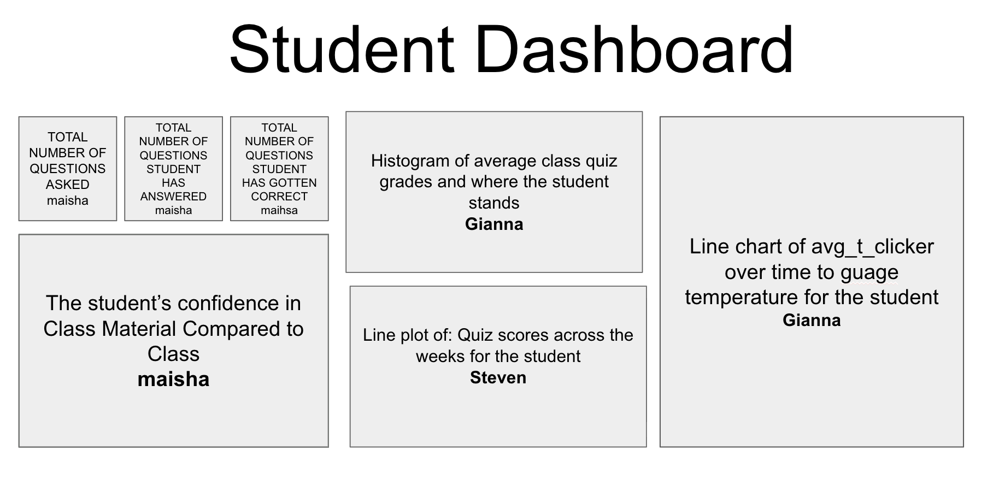 Student Dashboard
TOTAL
NUMBER OF
QUESTIONS
ASKED
maisha
TOTAL
NUMBER OF
QUESTIONS
STUDENT
HAS
ANSWERED
maisha
TOTAL
NUMBER OF
QUESTIONS
STUDENT
HAS GOTTEN
CORRECT
maihsa
The student’s confidence in
Class Material Compared to
Class
maisha
Histogram of average class quiz
grades and where the student
stands
Gianna
Line plot of: Quiz scores across the
weeks for the student
Steven
Line chart of avg_t_clicker
over time to guage
temperature for the student
Gianna